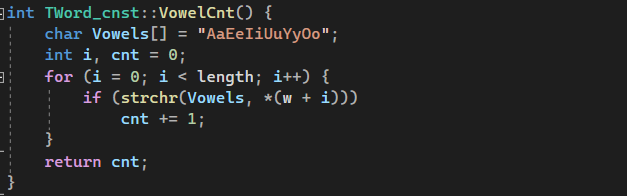 int TWord_cnst::VowelCnt() {
char Vowels[] = "AaEeIiUuYyOo";
int i, cnt = 0;
for (i = 0; i < length; i++) {
if (strchr(Vowels, *(w + i)))
cnt += 1;
}
return cnt;
}